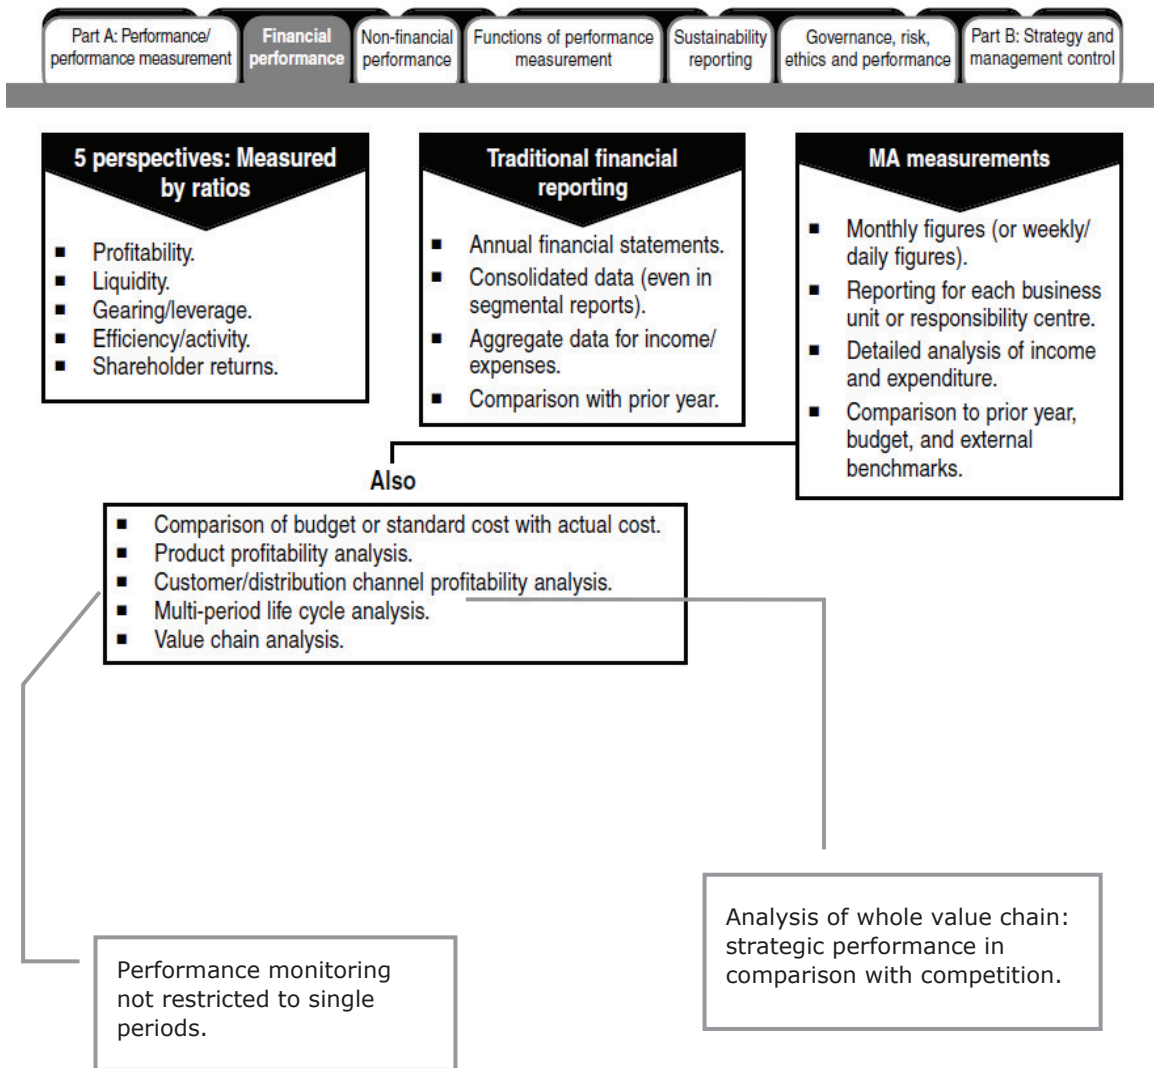 Part A: Performance/
performance measurement
Financial
performance
Non-financial
performance
Functions of performance
measurement
Sustainability
reporting
Governance, risk,
ethics and performance
Part B: Strategy and
management control
5 perspectives: Measured
by ratios
■ Profitability.
■ Liquidity.
■ Gearing/leverage.
■ Efficiency/activity.
■ Shareholder returns.
Traditional financial
reporting
■ Annual financial statements.
■ Consolidated data (even in
segmental reports).
■ Aggregate data for income/
expenses.
■ Comparison with prior year.
MA measurements
■ Monthly figures (or weekly/
daily figures).
■ Reporting for each business
unit or responsibility centre.
■ Detailed analysis of income
and expenditure.
■ Comparison to prior year,
budget, and external
benchmarks.
Also
■ Comparison of budget or standard cost with actual cost.
■ Product profitability analysis.
■ Customer/distribution channel profitability analysis.
■ Multi-period life cycle analysis.
■ Value chain analysis.
Performance monitoring
not restricted to single
periods.
Analysis of whole value chain:
strategic performance in
comparison with competition.